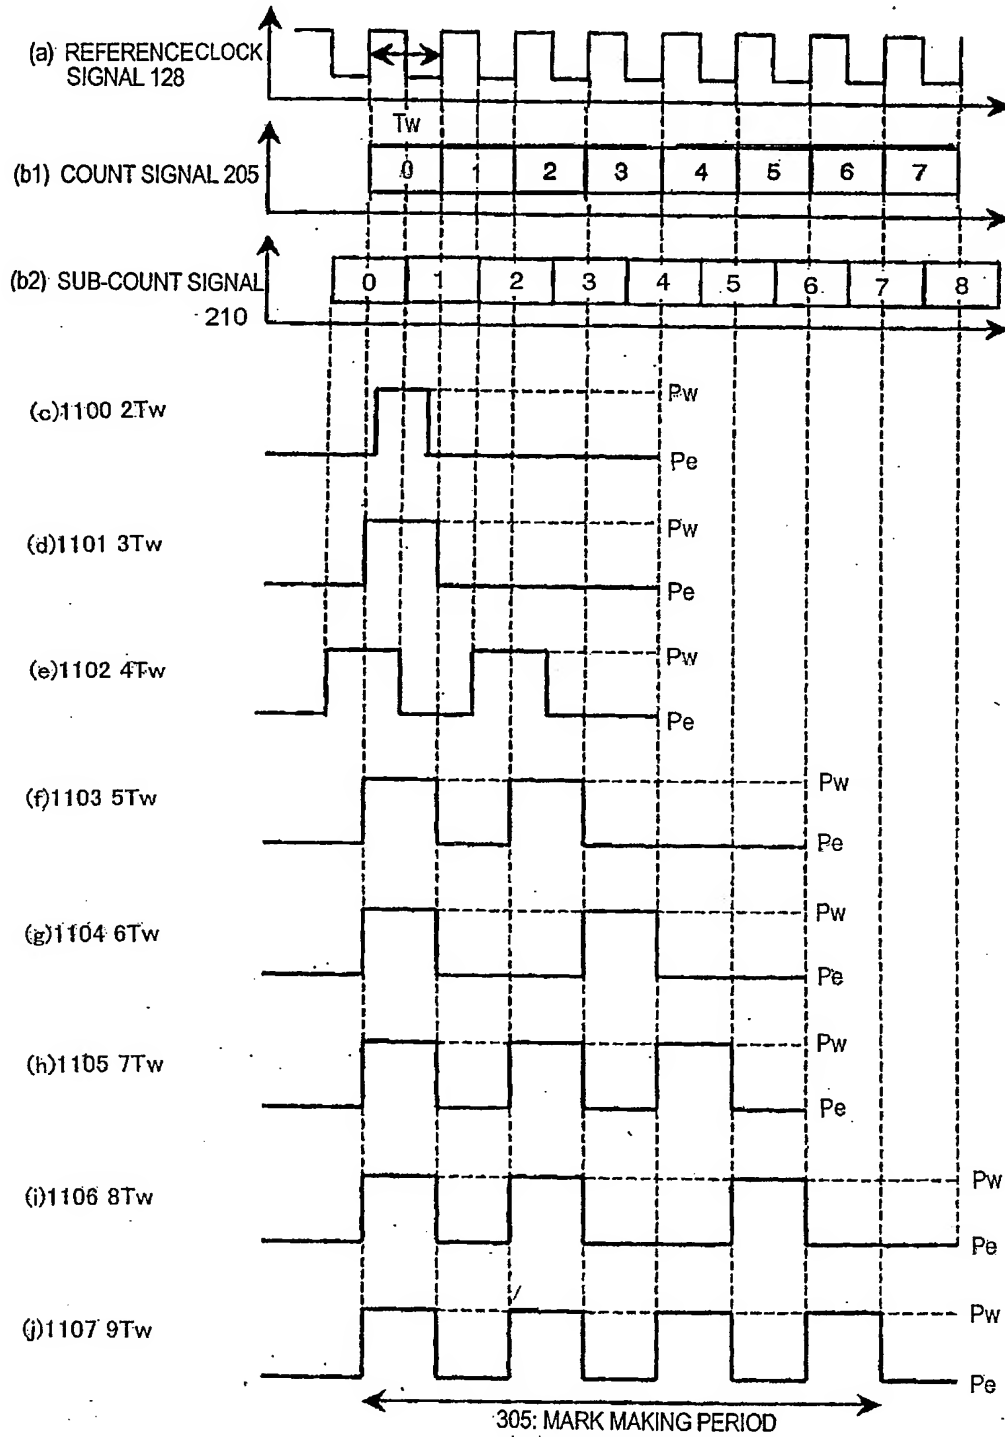 (a) REFERENCE CLOCK
SIGNAL 128
Tw
(b1) COUNT SIGNAL 205
0 1 2 3 4 5 6 7
(b2) SUB-COUNT SIGNAL
210
0 1 2 3 4 5 6 7 8
(c)1100 2Tw
Pw
Pe
(d)1101 3Tw
Pw
Pe
(e)1102 4Tw
Pw
Pe
(f)1103 5Tw
Pw
Pe
(g)1104 6Tw
Pw
Pe
(h)1105 7Tw
Pw
Pe
(i)1106 8Tw
Pw
Pe
(j)1107 9Tw
Pw
Pe
305: MARK MAKING PERIOD